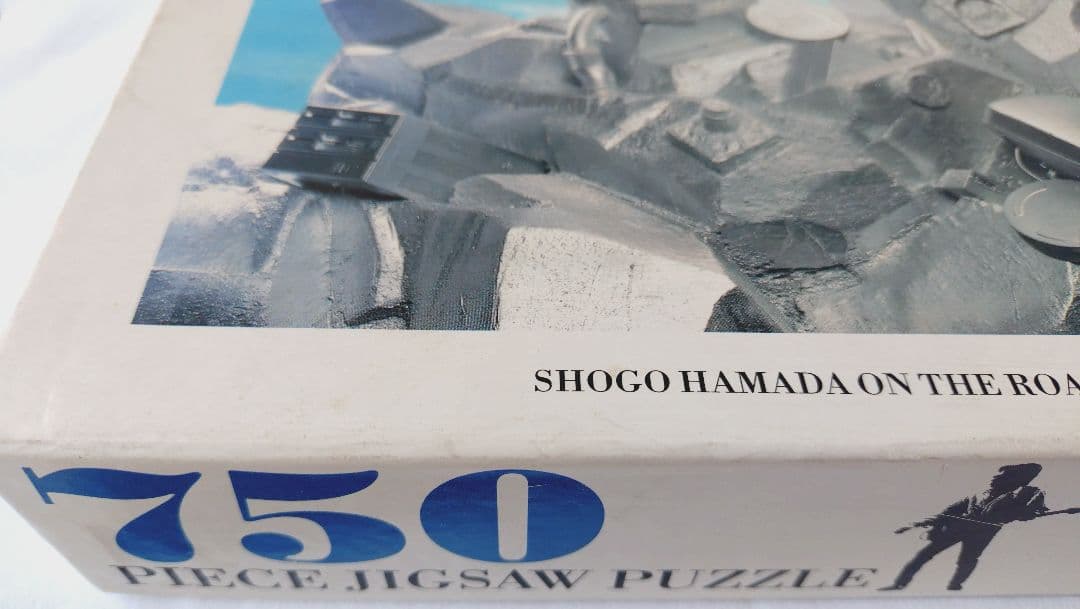 SHOGO HAMADA ON THE ROA
750
PIECE JIGSAW PUZZLE